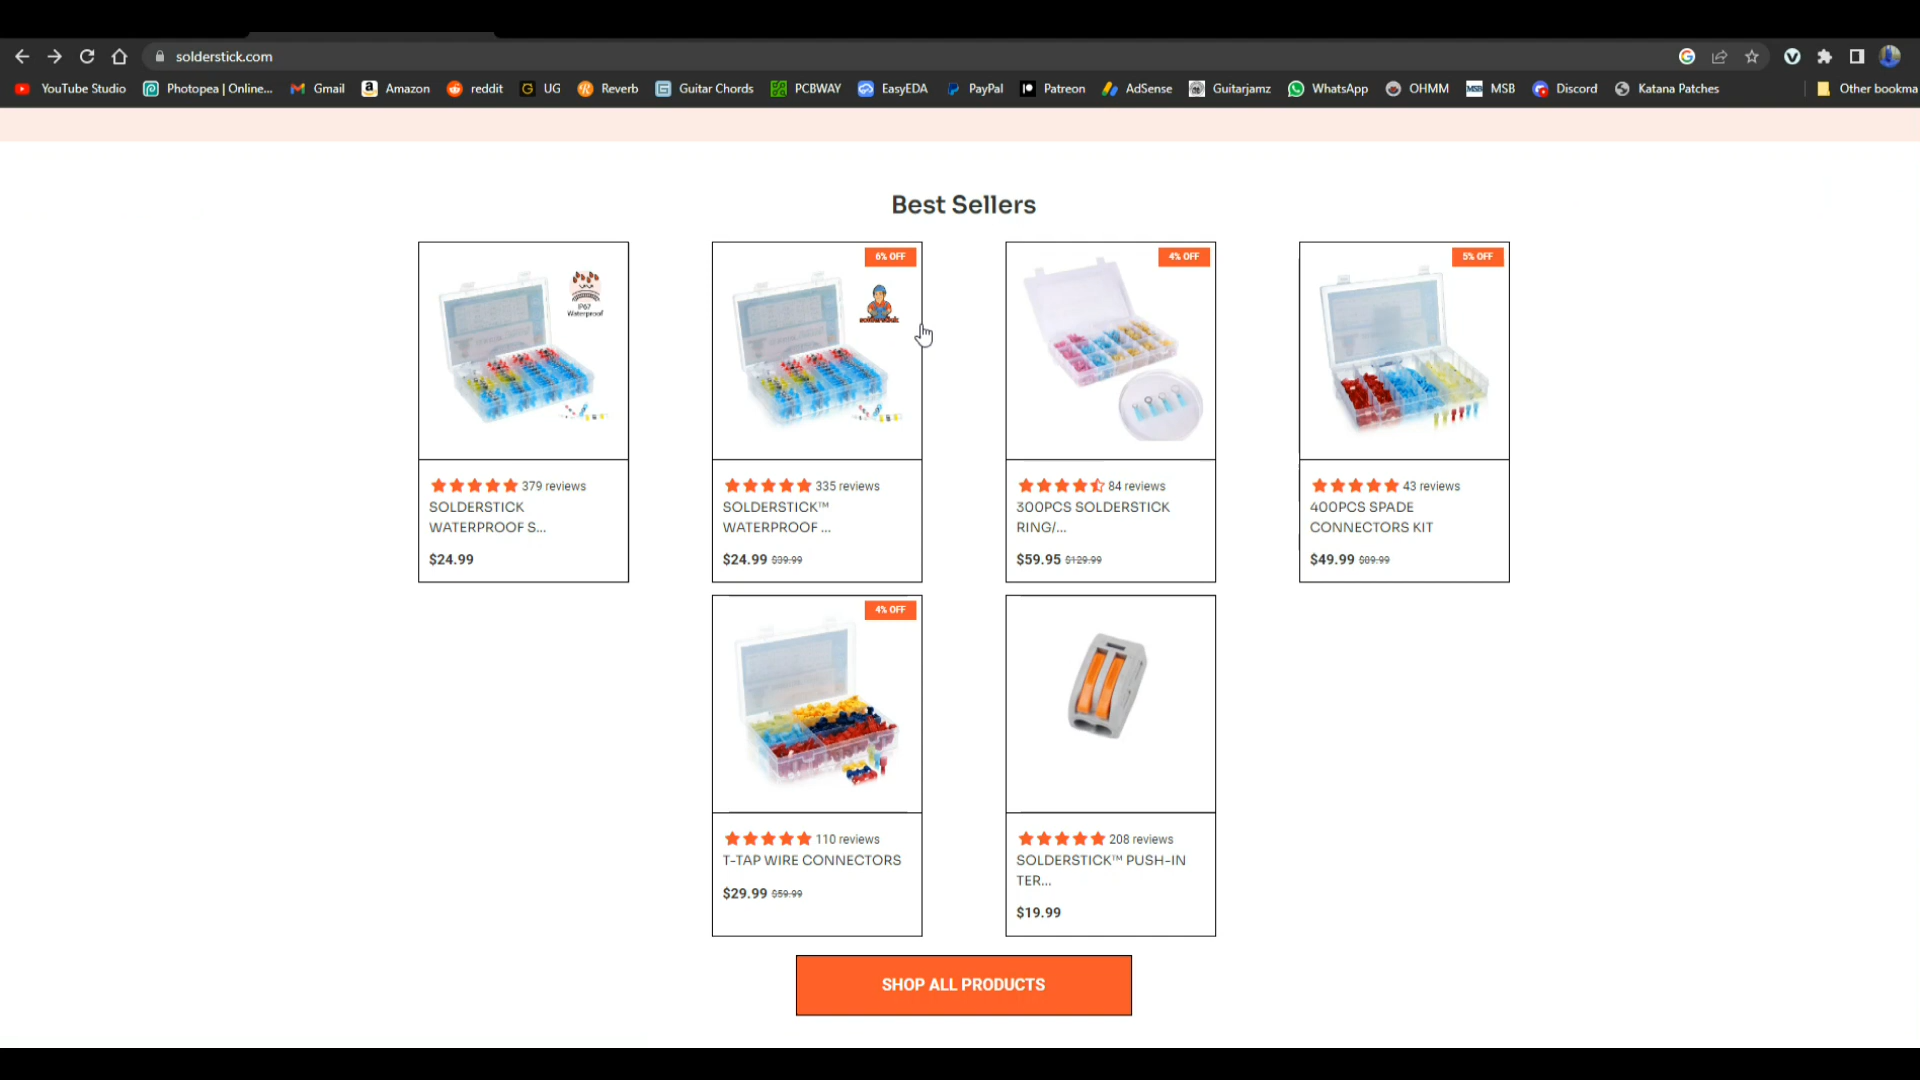 solderstick.com
YouTube Studio Photopea | Online... Gmail Amazon reddit UG Reverb Guitar Chords PCBWAY EasyEDA PayPal Patreon AdSense Guitarjamz WhatsApp OHMM MSB Discord Katana Patches Other bookma
Best Sellers
IP67
Waterproof
379 reviews
SOLDERSTICK
WATERPROOF S...
$24.99
6% OFF
solderstick
335 reviews
SOLDERSTICK™
WATERPROOF ...
$24.99 $39.99
4% OFF
84 reviews
300PCS SOLDERSTICK
RING/...
$59.95 $129.99
5% OFF
43 reviews
400PCS SPADE
CONNECTORS KIT
$49.99 $89.99
4% OFF
110 reviews
T-TAP WIRE CONNECTORS
$29.99 $59.99
208 reviews
SOLDERSTICK™ PUSH-IN
TER...
$19.99
SHOP ALL PRODUCTS